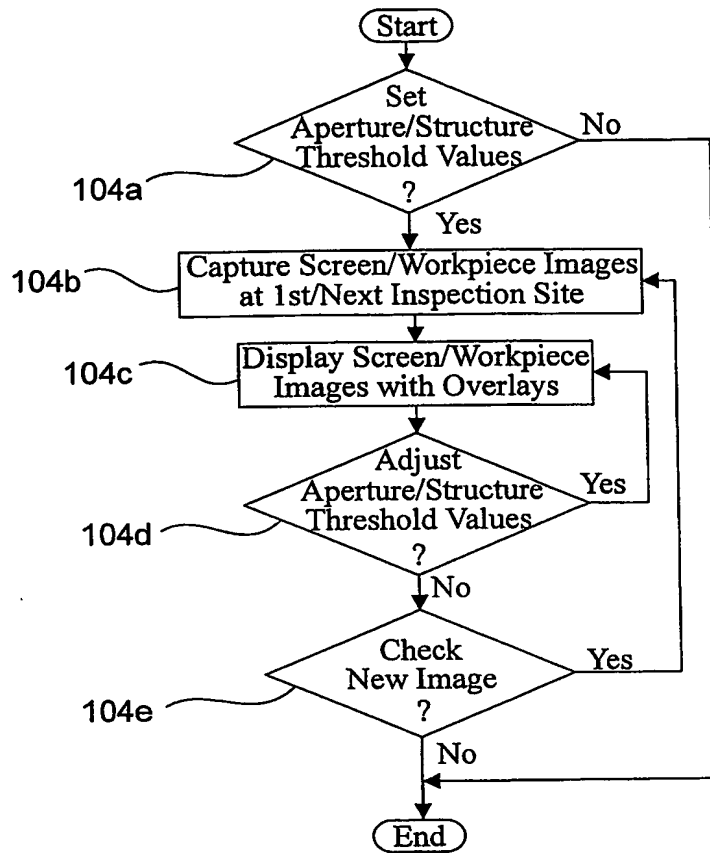 Start
Set
Aperture/Structure
Threshold Values
?
No
104a
Yes
Capture Screen/Workpiece Images
at 1st/Next Inspection Site
104b
Display Screen/Workpiece
Images with Overlays
104c
Adjust
Aperture/Structure
Threshold Values
?
Yes
104d
No
Check
New Image
?
Yes
104e
No
End